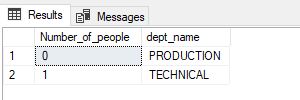 Results Messages
Number_of_people dept_name
1 0 PRODUCTION
2 1 TECHNICAL